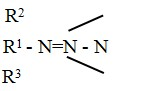 R²
R¹ - N=N - N
R³